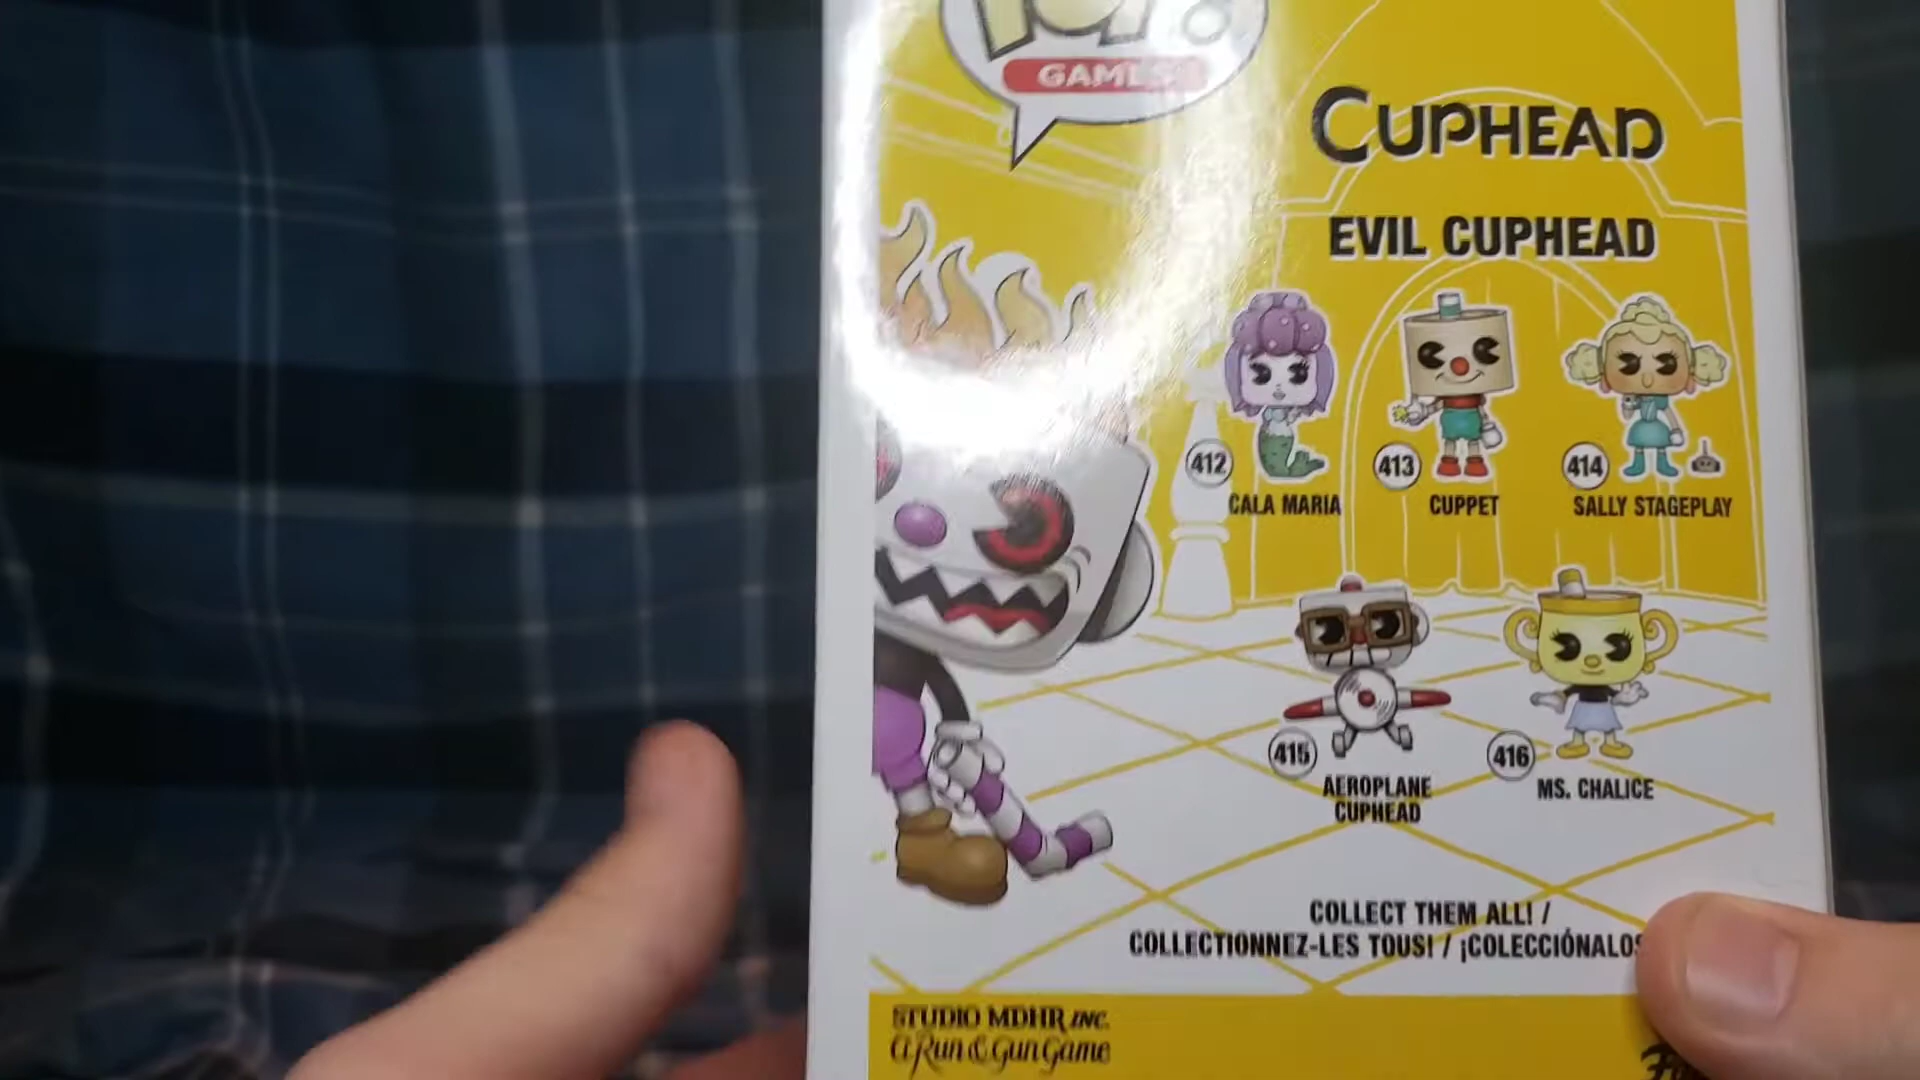 GAMES
CUPHEAD
EVIL CUPHEAD
412
CALA MARIA
413
CUPPET
414
SALLY STAGEPLAY
415
AEROPLANE
CUPHEAD
416
MS. CHALICE
COLLECT THEM ALL! /
COLLECTIONNEZ-LES TOUS! / ¡COLECCIÓNALOS
STUDIO MDHR INC.
A Run & Gun Game